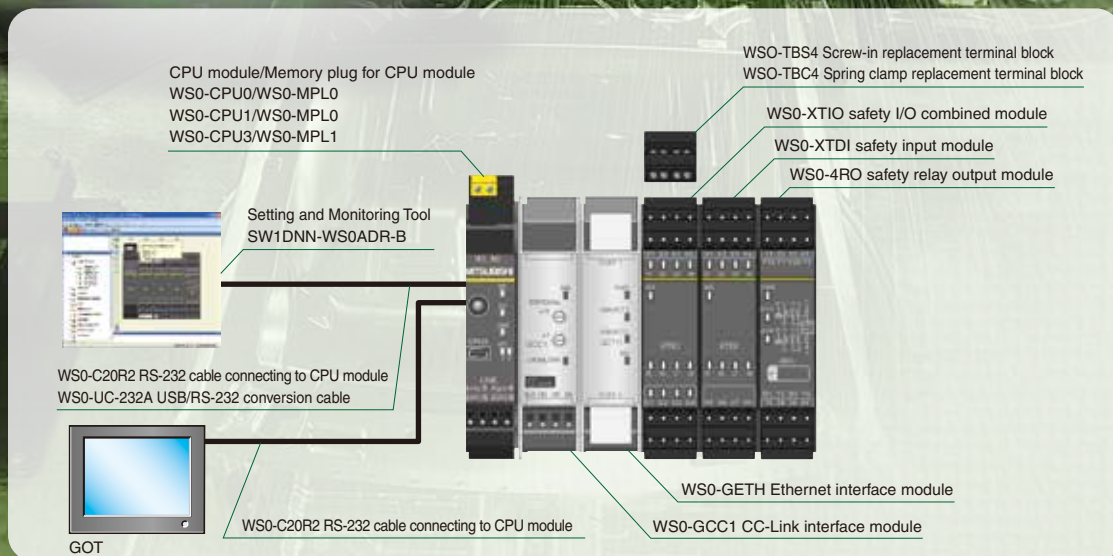 CPU module/Memory plug for CPU module
WS0-CPU0/WS0-MPL0
WS0-CPU1/WS0-MPL0
WS0-CPU3/WS0-MPL1
WSO-TBS4 Screw-in replacement terminal block
WSO-TBC4 Spring clamp replacement terminal block
WS0-XTIO safety I/O combined module
WS0-XTDI safety input module
WS0-4RO safety relay output module
Setting and Monitoring Tool
SW1DNN-WS0ADR-B
MITSUBISHI
WS0-C20R2 RS-232 cable connecting to CPU module
WS0-UC-232A USB/RS-232 conversion cable
WS0-GETH Ethernet interface module
WS0-C20R2 RS-232 cable connecting to CPU module
WS0-GCC1 CC-Link interface module
GOT